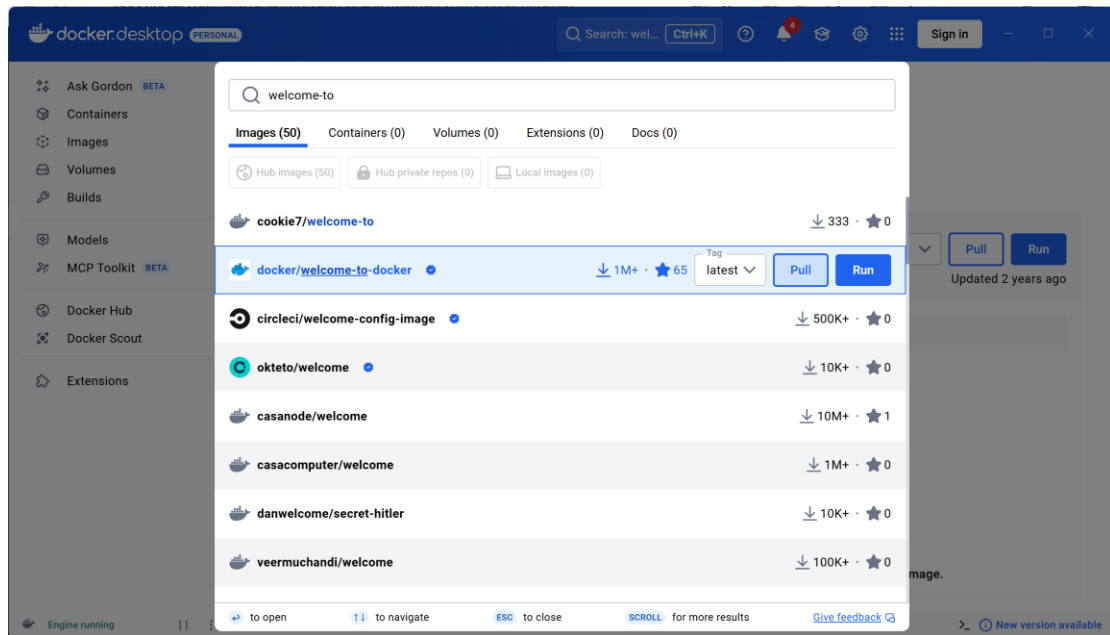 docker.desktop PERSONAL
Search: wel... Ctrl+K
4
Sign in
Ask Gordon BETA
Containers
Images
Volumes
Builds
Models
MCP Toolkit BETA
Docker Hub
Docker Scout
Extensions
welcome-to
Images (50) Containers (0) Volumes (0) Extensions (0) Docs (0)
Hub images (50) Hub private repos (0) Local images (0)
cookie7/welcome-to 333 · 0
Tag
docker/welcome-to-docker 1M+ · 65 latest Pull Run
circleci/welcome-config-image 500K+ · 0
okteto/welcome 10K+ · 0
casanode/welcome 10M+ · 1
casacomputer/welcome 1M+ · 0
danwelcome/secret-hitler 10K+ · 0
veermuchandi/welcome 100K+ · 0
to open to navigate ESC to close SCROLL for more results Give feedback
Pull Run
Updated 2 years ago
mage.
Engine running
New version available